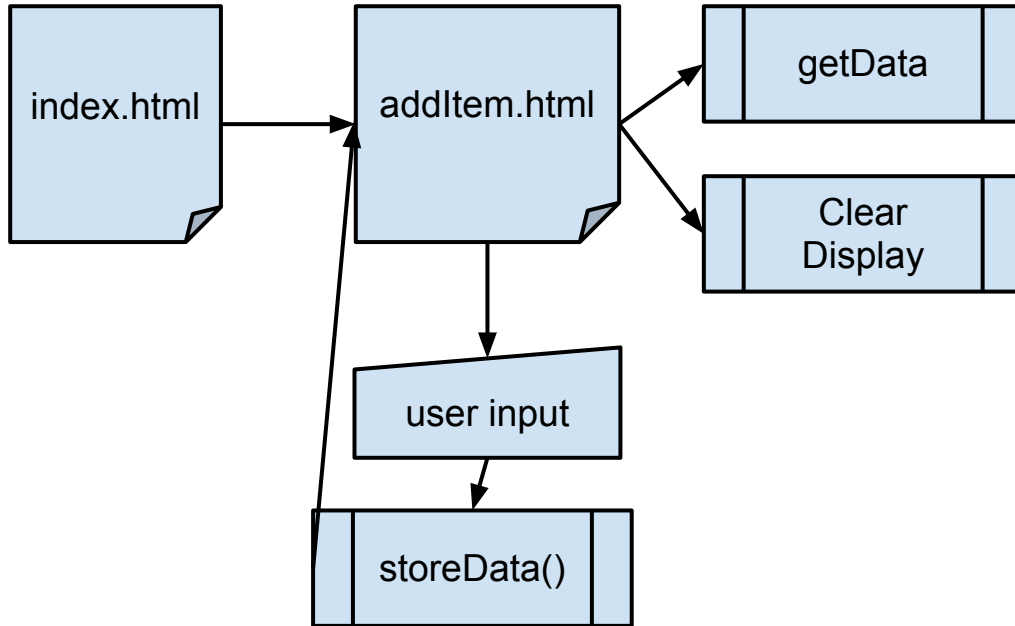 index.html
addItem.html
getData
Clear
Display
user input
storeData()